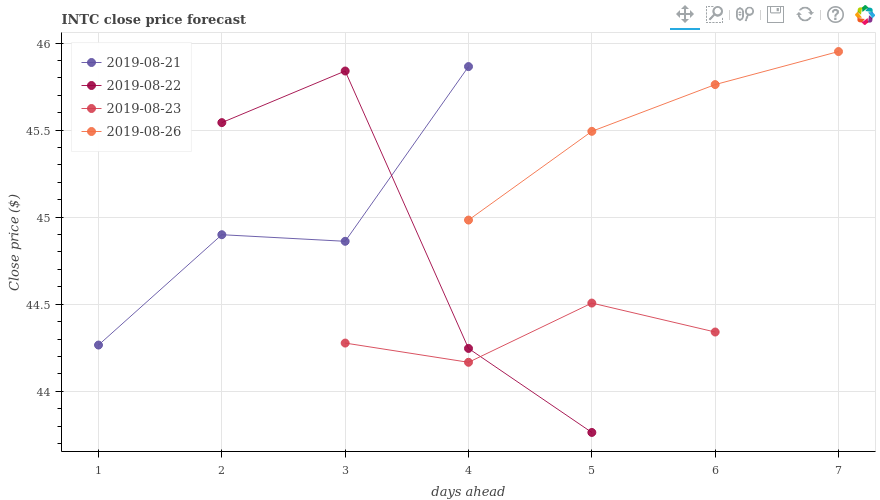 INTC close price forecast
2019-08-21
2019-08-22
2019-08-23
2019-08-26
Close price ($)
46
45.5
45
44.5
44
1 2 3 4 5 6 7
days ahead